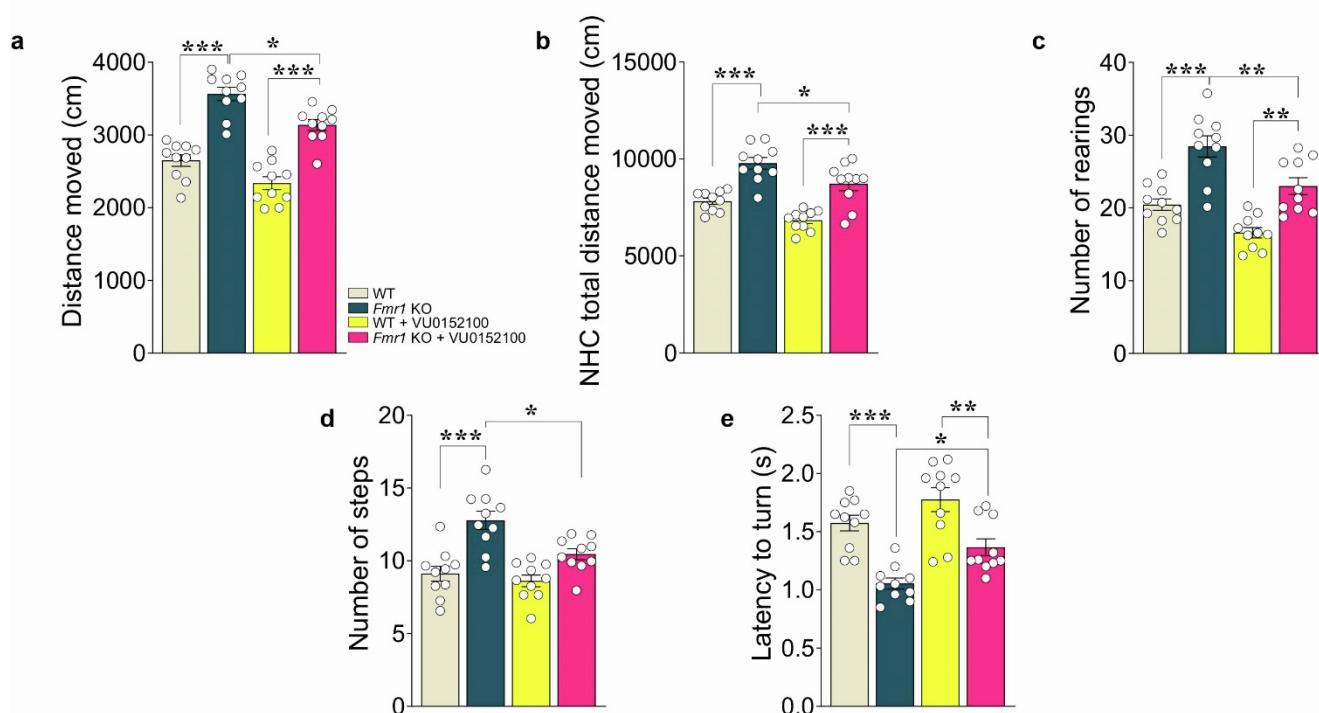 a
Distance moved (cm)
4000
3000
2000
1000
0
***
*
***
WT
Fmr1 KO
WT + VU0152100
Fmr1 KO + VU0152100
b
NHC total distance moved (cm)
15000
10000
5000
0
***
*
***
c
Number of rearings
40
30
20
10
0
***
**
**
d
Number of steps
20
15
10
5
0
***
*
e
Latency to turn (s)
2.5
2.0
1.5
1.0
0.5
0.0
***
**
*